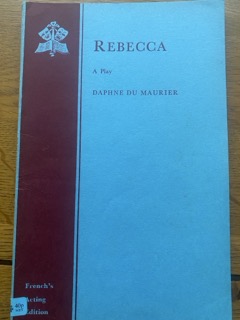 REBECCA
A Play
DAPHNE DU MAURIER
French's
Acting
Edition